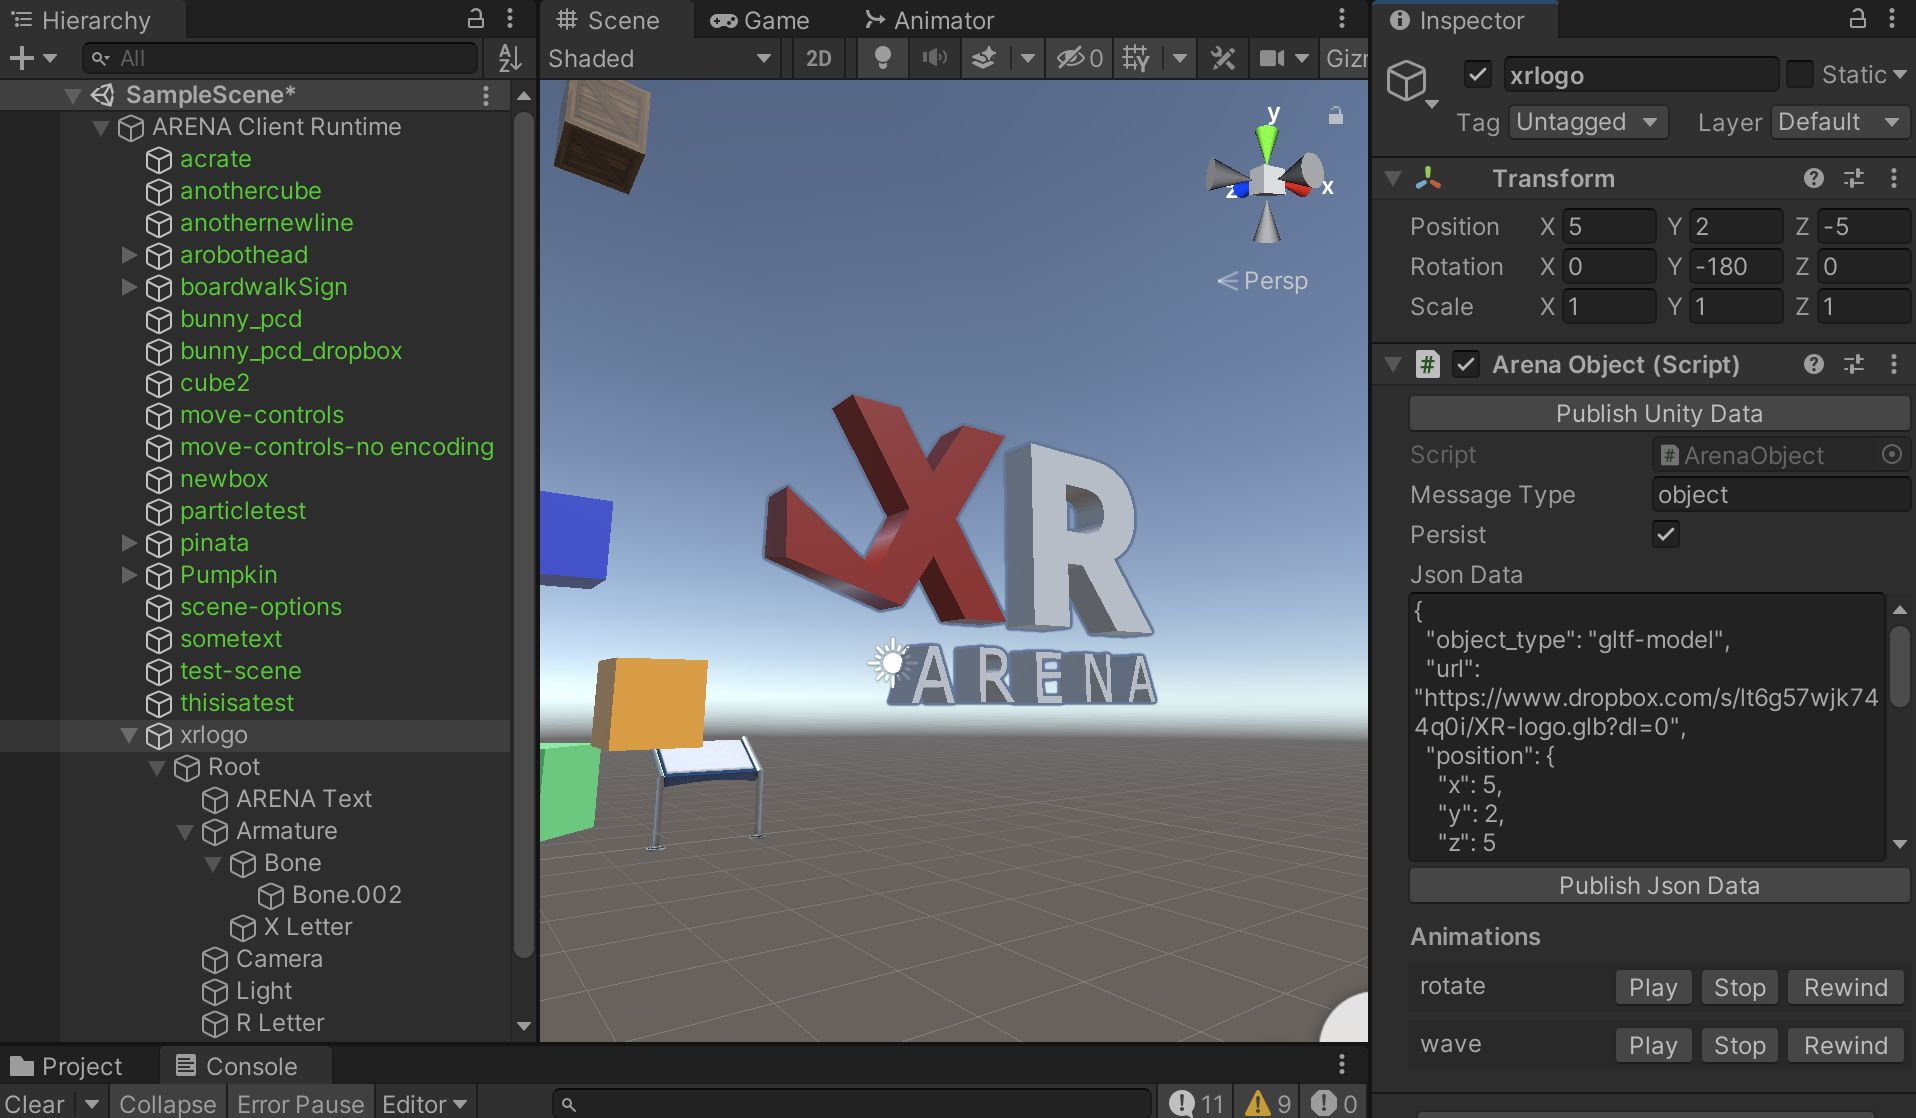 Hierarchy
All
SampleScene*
ARENA Client Runtime
acrate
anothercube
anothernewline
arobothead
boardwalkSign
bunny_pcd
bunny_pcd_dropbox
cube2
move-controls
move-controls-no encoding
newbox
particletest
pinata
Pumpkin
scene-options
sometext
test-scene
thisisatest
xrlogo
Root
ARENA Text
Armature
Bone
Bone.002
X Letter
Camera
Light
R Letter
Scene Game Animator
Shaded 2D 0 Giz
y
x
z
Persp
XR
ARENA
Inspector
xrlogo Static
Tag Untagged Layer Default
Transform
Position X 5 Y 2 Z -5
Rotation X 0 Y -180 Z 0
Scale X 1 Y 1 Z 1
# Arena Object (Script)
Publish Unity Data
Script # ArenaObject
Message Type object
Persist
Json Data
{
"object_type": "gltf-model",
"url":
"https://www.dropbox.com/s/lt6g57wjk74
4q0i/XR-logo.glb?dl=0",
"position": {
"x": 5,
"y": 2,
"z": 5
Publish Json Data
Animations
rotate Play Stop Rewind
wave Play Stop Rewind
Project Console
Clear Collapse Error Pause Editor 11 9 0